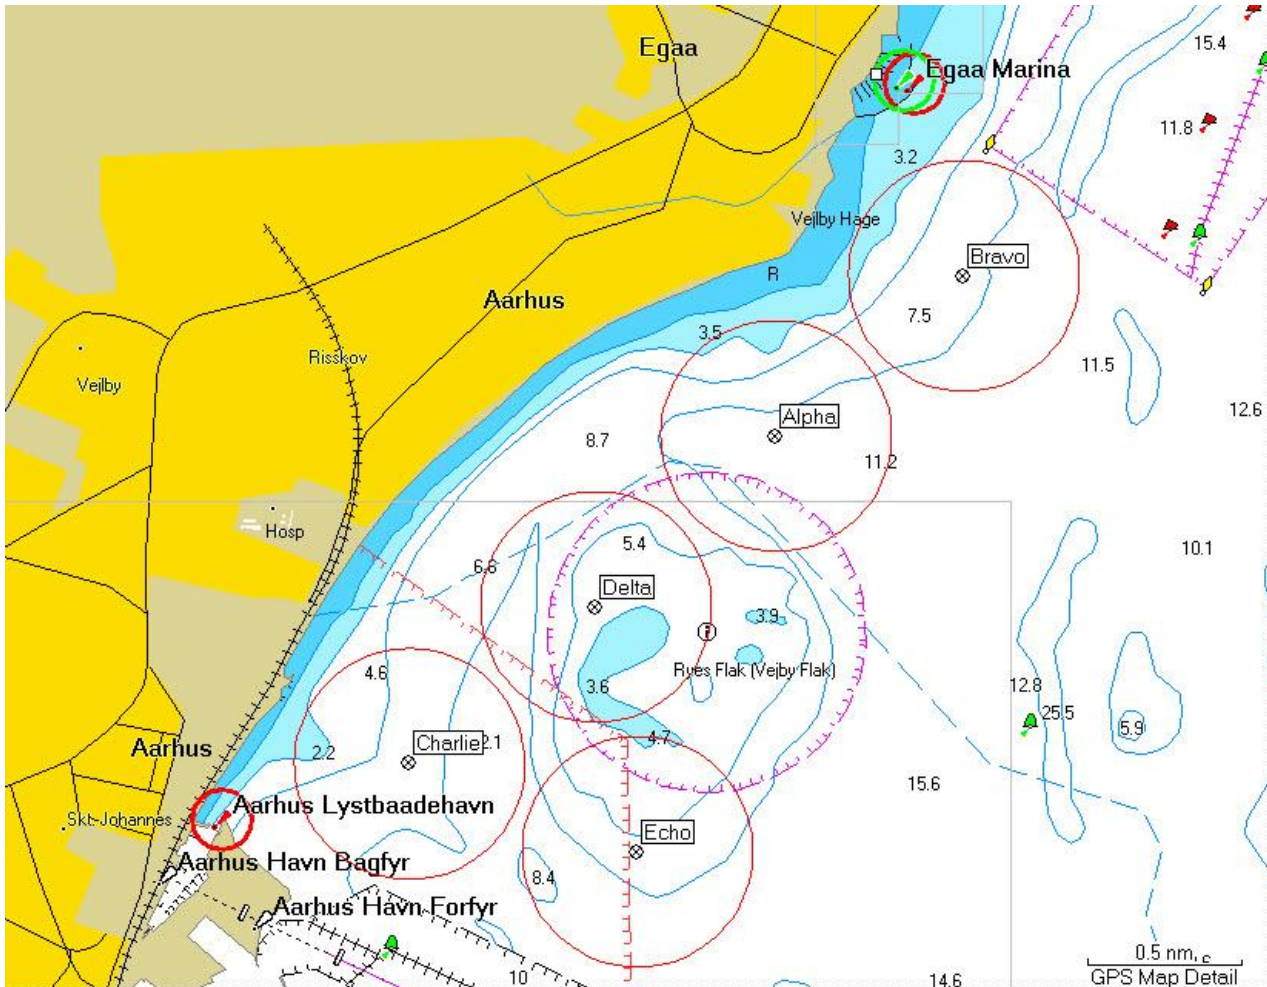 Egaa
15.4
Egaa Marina
11.8
3.2
Vejlby Hage
Bravo
R
Aarhus
7.5
3.5
Risskov
11.5
Vejlby
12.6
Alpha
8.7
11.2
Hosp
5.4
10.1
6.6
Delta
3.9
Ryes Flak (Vejby Flak)
4.6
3.6
12.8
25.5
5.9
Aarhus
2.2
Charlie
2.1
4.7
15.6
Aarhus Lystbaadehavn
Skt. Johannes
Echo
Aarhus Havn Bagfyr
8.4
Aarhus Havn Forfyr
0.5 nm
10
14.6
GPS Map Detail